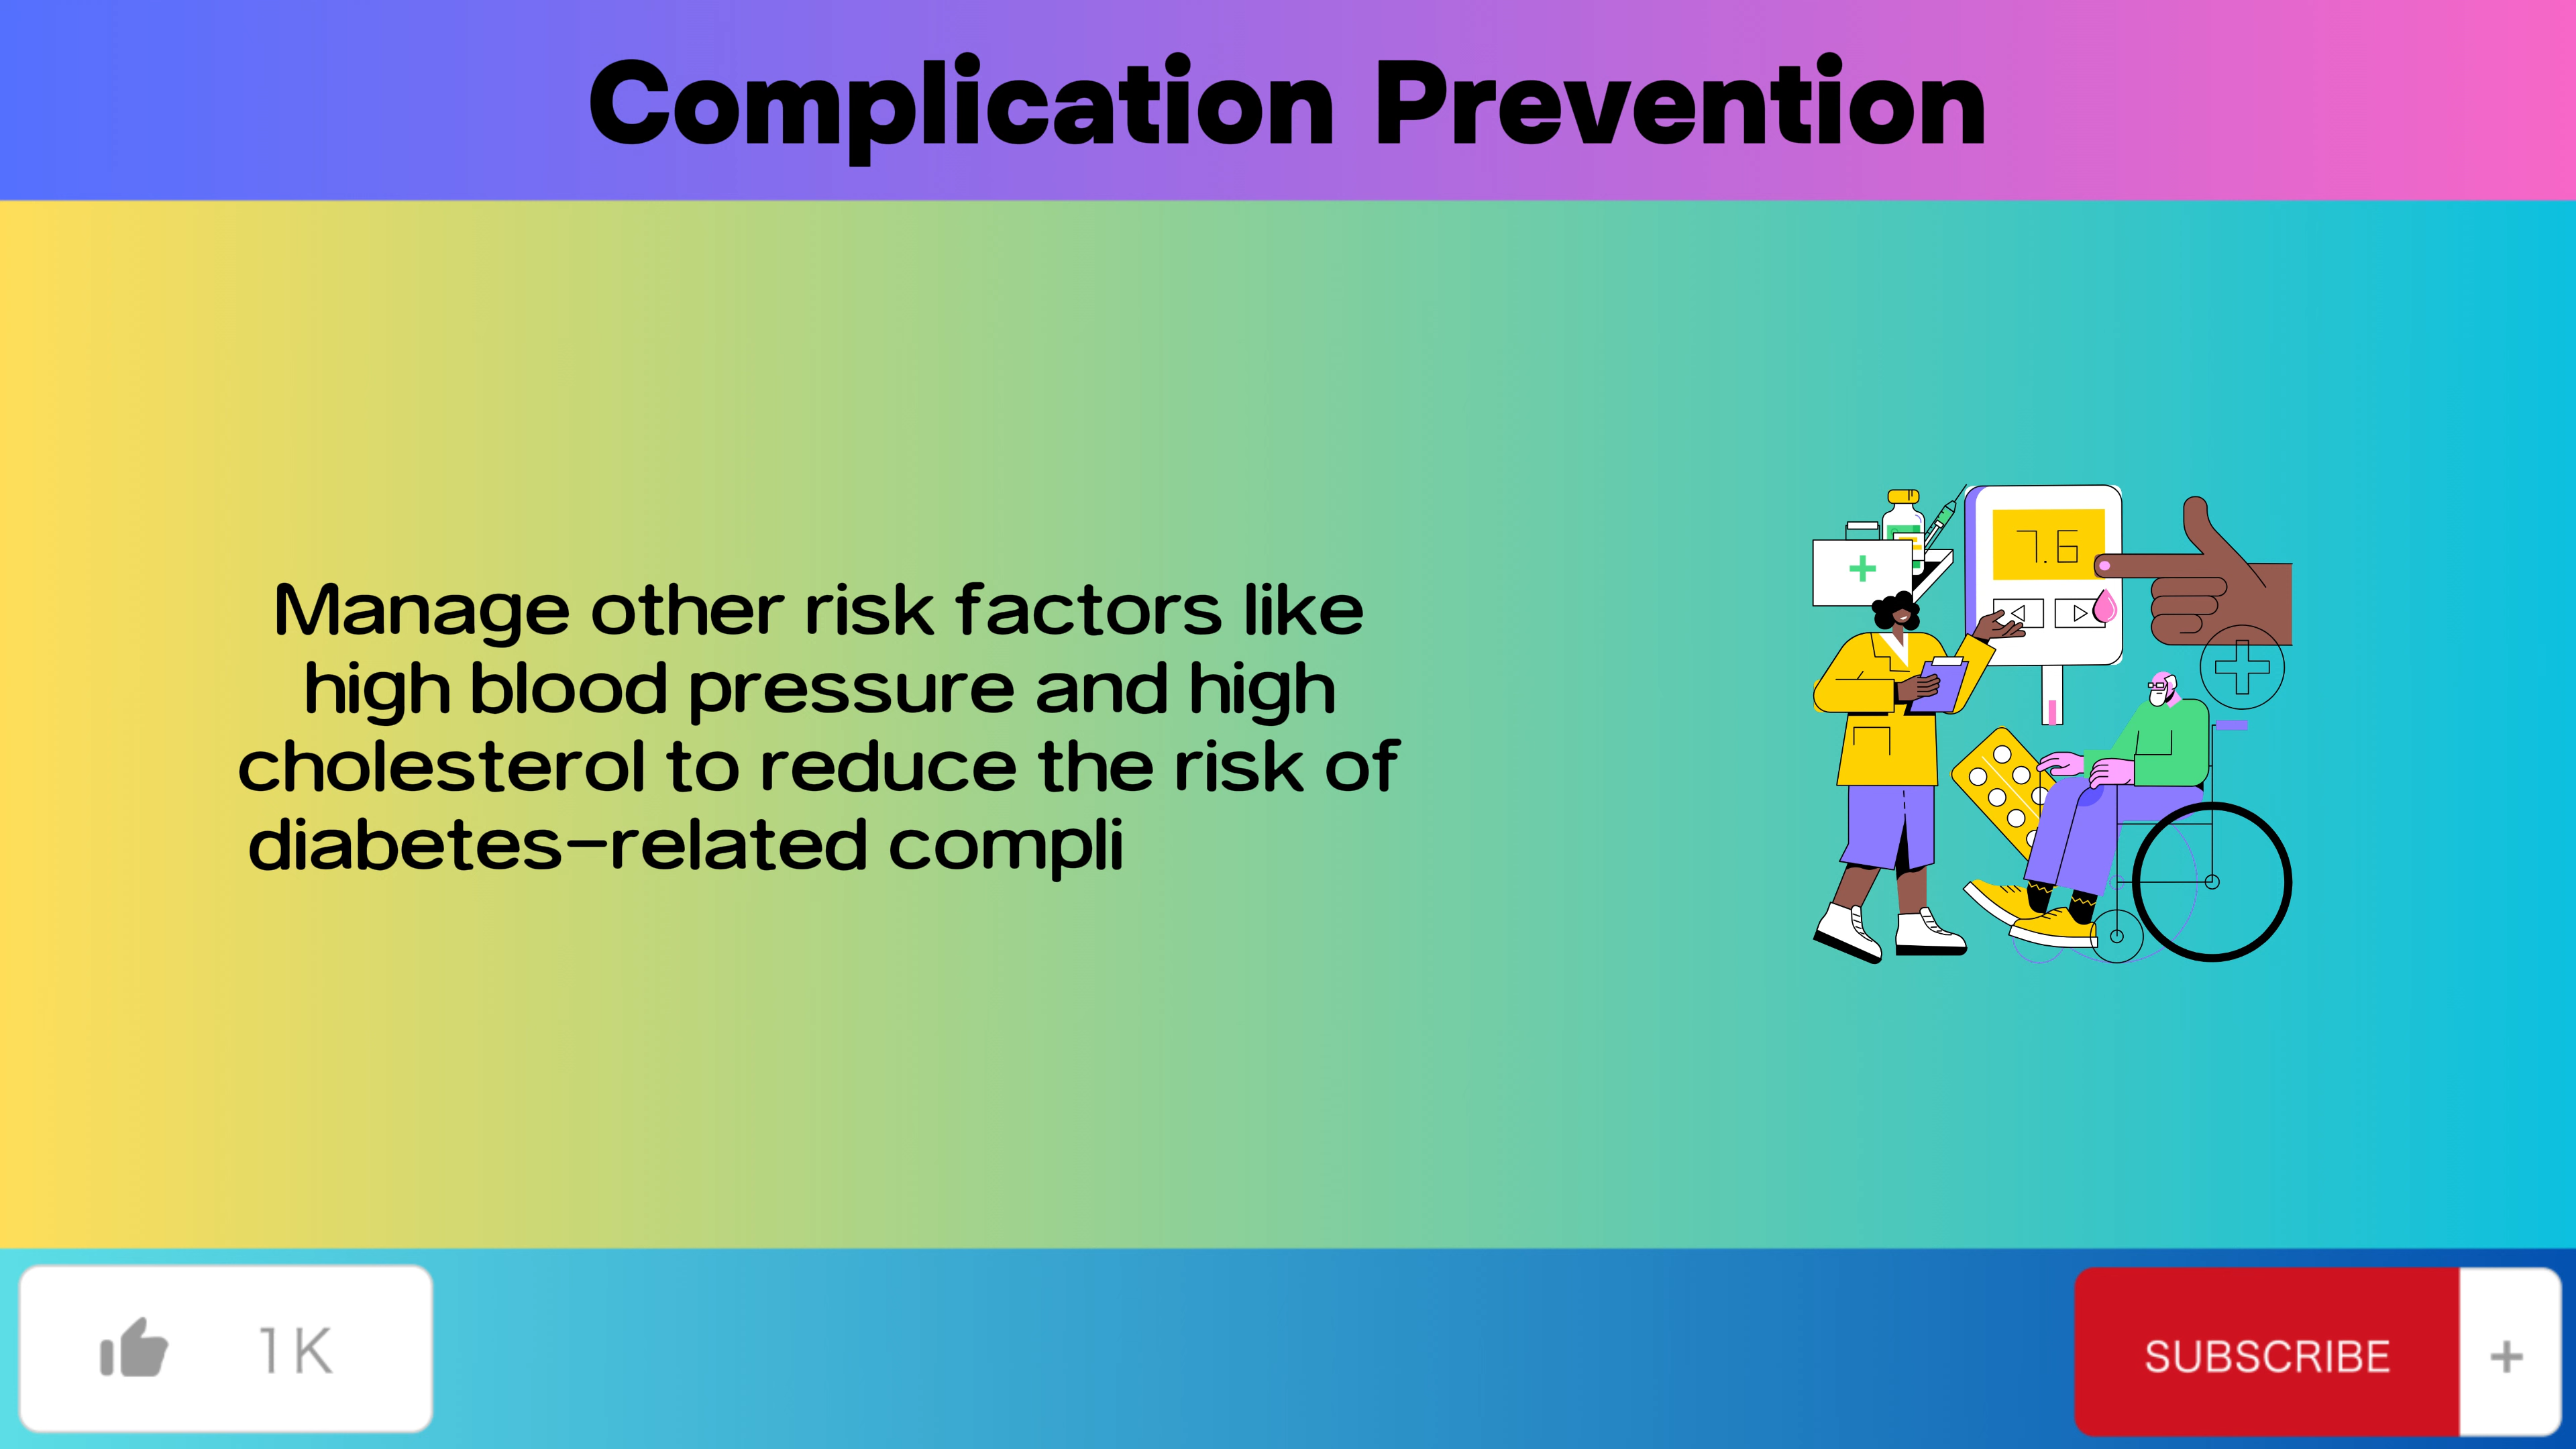 Complication Prevention
Manage other risk factors like
high blood pressure and high
cholesterol to reduce the risk of
diabetes-related compli
7.6
1K
SUBSCRIBE +